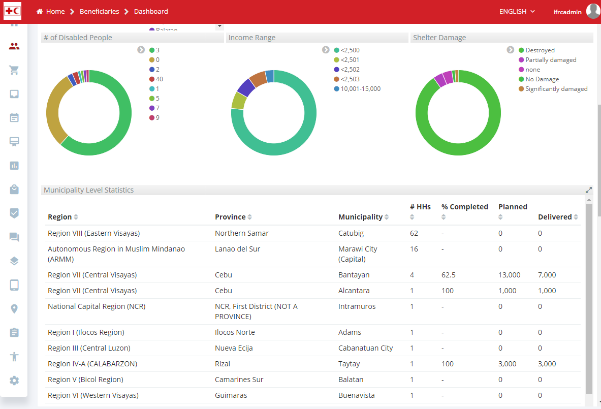 Home > Beneficiaries > Dashboard
ENGLISH
ifrcadmin
# of Disabled People
3
0
2
40
1
5
7
9
Income Range
<2,500
<2,501
<2,502
<2,503
10,001-15,000
Shelter Damage
Destroyed
Partially damaged
none
No Damage
Significantly damaged
Municipality Level Statistics
Region Province Municipality # HHs % Completed Planned Delivered
Region VIII (Eastern Visayas) Northern Samar Catubig 62 0 0
Autonomous Region in Muslim Mindanao (ARMM) Lanao del Sur Marawi City (Capital) 16 - 0 0
Region VII (Central Visayas) Cebu Bantayan 4 62.5 13,000 7,000
Region VII (Central Visayas) Cebu Alcantara 1 100 1,000 1,000
National Capital Region (NCR) NCR, First District (NOT A PROVINCE) Intramuros 1 - 0 0
Region I (Ilocos Region) Ilocos Norte Adams 1 - 0 0
Region III (Central Luzon) Nueva Ecija Cabanatuan City 1 - 0 0
Region IV-A (CALABARZON) Rizal Taytay 1 100 3,000 3,000
Region V (Bicol Region) Camarines Sur Balatan 1 - 0 0
Region VI (Western Visayas) Guimaras Buenavista 1 - 0 0